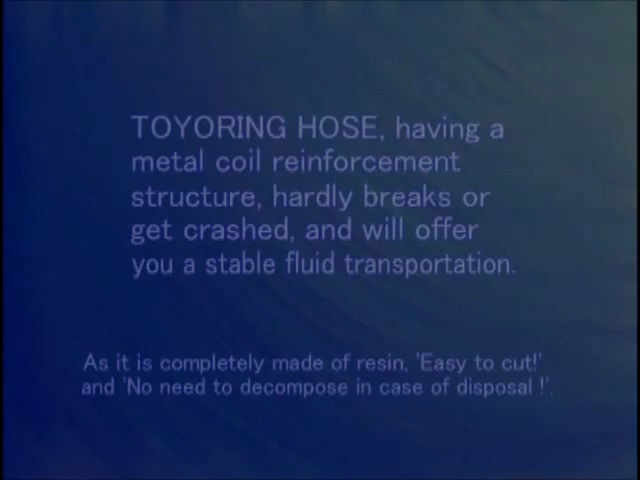 TOYORING HOSE, having a
metal coil reinforcement
structure, hardly breaks or
get crashed, and will offer
you a stable fluid transportation.
As it is completely made of resin, 'Easy to cut!'
and 'No need to decompose in case of disposal !'.